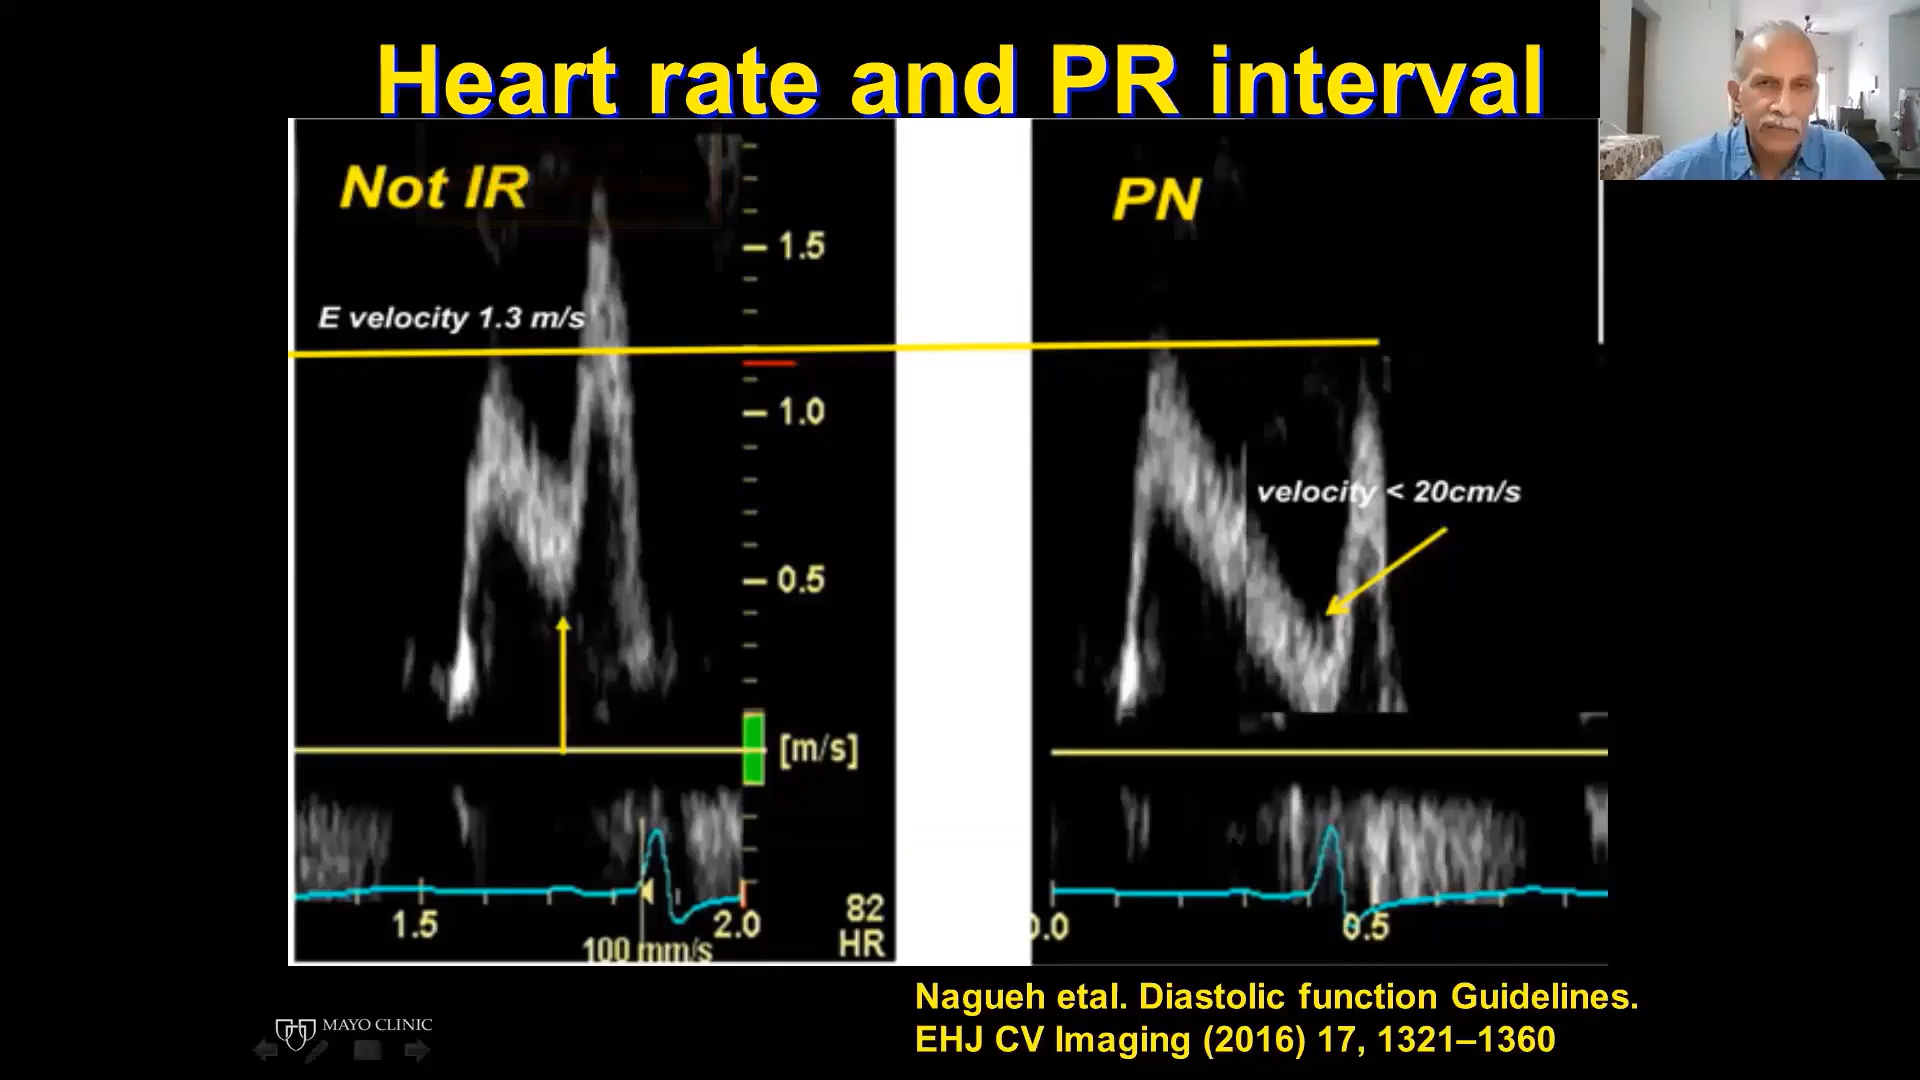 Heart rate and PR interval
Not IR
PN
1.5
E velocity 1.3 m/s
1.0
velocity < 20cm/s
0.5
[m/s]
1.5
2.0
82
HR
100 mm/s
0.0
0.5
Nagueh etal. Diastolic function Guidelines.
EHJ CV Imaging (2016) 17, 1321–1360
MAYO CLINIC